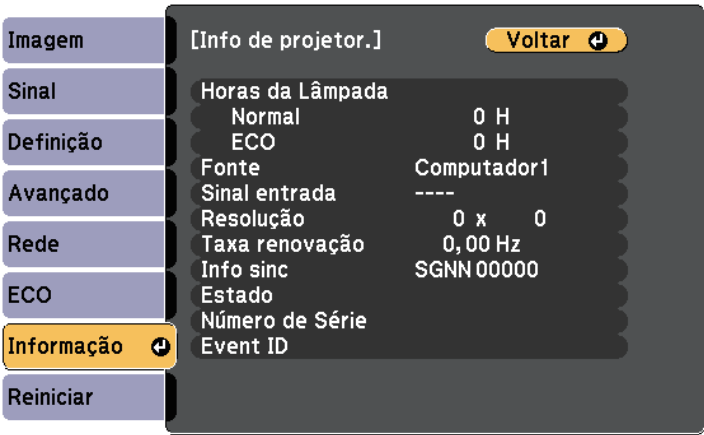 Imagem
Sinal
Definição
Avançado
Rede
ECO
Informação
Reiniciar
[Info de projetor.] Voltar
Horas da Lâmpada
Normal 0 H
ECO 0 H
Fonte Computador1
Sinal entrada ----
Resolução 0 x 0
Taxa renovação 0,00 Hz
Info sinc SGNN00000
Estado
Número de Série
Event ID